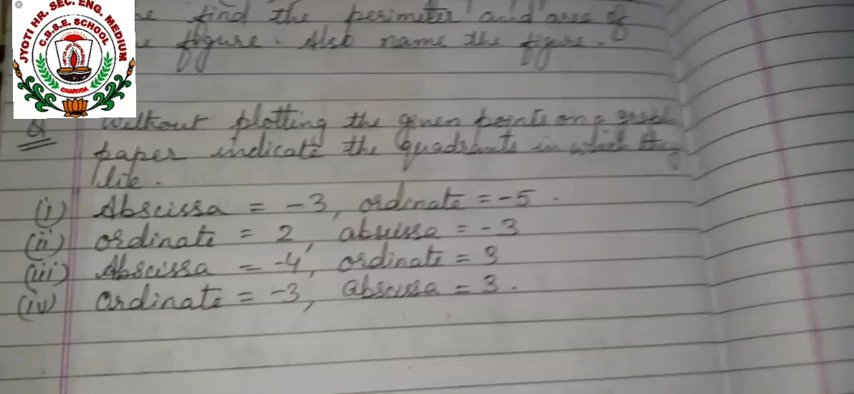 find the perimeter and area of
figure. Also name the figure.
JYOTI HR. SEC. ENG. MEDIUM
C.B.S.E. SCHOOL
CHARODA
Q Without plotting the given points on a graph
paper indicate the quadrants in which they
lie.
(i) Abscissa = -3, ordinate = -5.
(ii) ordinate = 2, abscissa = -3
(iii) Abscissa = -4, ordinate = 3
(iv) ordinate = -3, abscissa = 3.